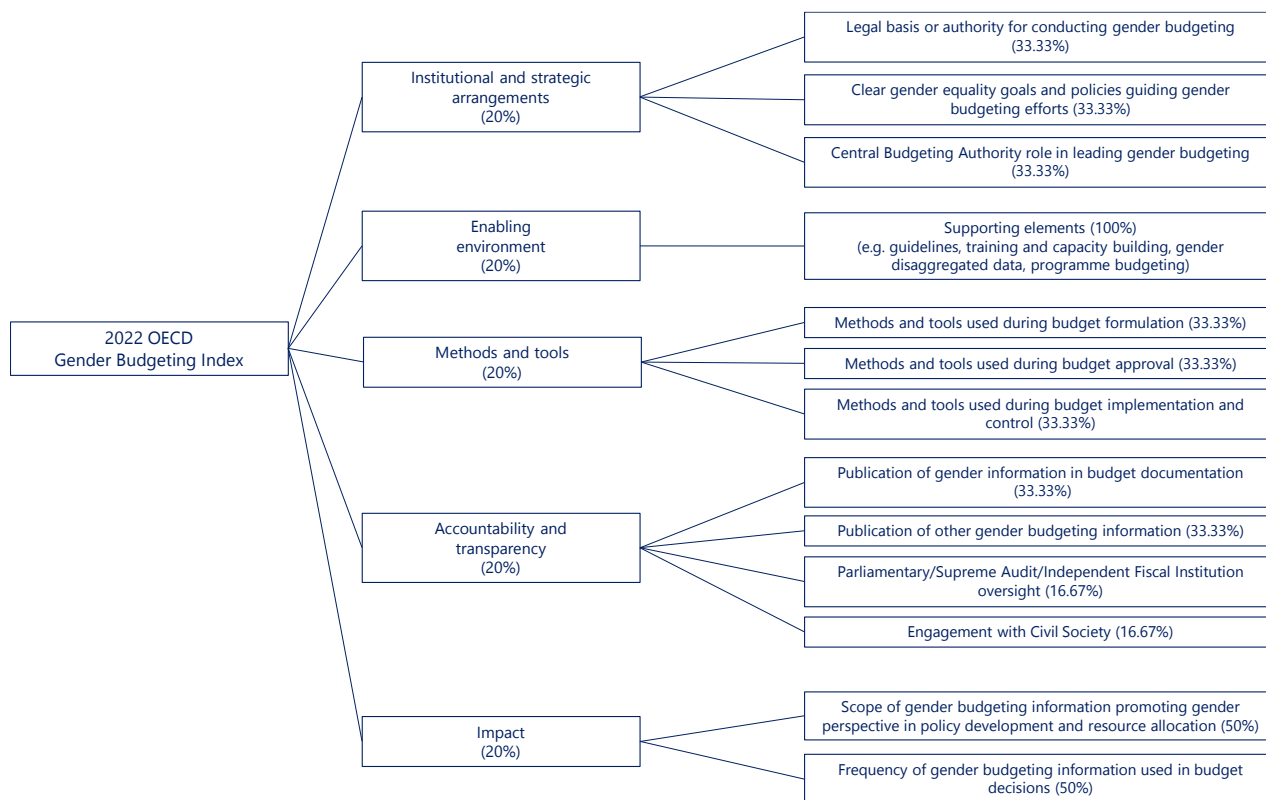 2022 OECD
Gender Budgeting Index
Institutional and strategic
arrangements
(20%)
Legal basis or authority for conducting gender budgeting
(33.33%)
Clear gender equality goals and policies guiding gender
budgeting efforts (33.33%)
Central Budgeting Authority role in leading gender budgeting
(33.33%)
Enabling
environment
(20%)
Supporting elements (100%)
(e.g. guidelines, training and capacity building, gender
disaggregated data, programme budgeting)
Methods and tools
(20%)
Methods and tools used during budget formulation (33.33%)
Methods and tools used during budget approval (33.33%)
Methods and tools used during budget implementation and
control (33.33%)
Accountability and
transparency
(20%)
Publication of gender information in budget documentation
(33.33%)
Publication of other gender budgeting information (33.33%)
Parliamentary/Supreme Audit/Independent Fiscal Institution
oversight (16.67%)
Engagement with Civil Society (16.67%)
Impact
(20%)
Scope of gender budgeting information promoting gender
perspective in policy development and resource allocation (50%)
Frequency of gender budgeting information used in budget
decisions (50%)